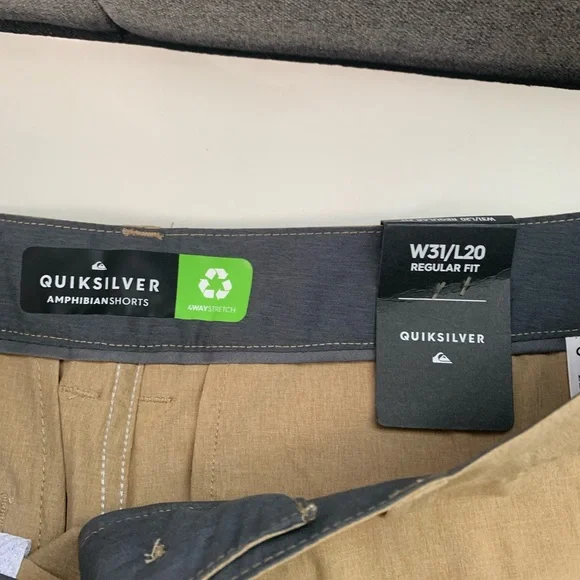 QUIKSILVER
AMPHIBIANSHORTS
4WAYSTRETCH
W31/L20
REGULAR FIT
QUIKSILVER